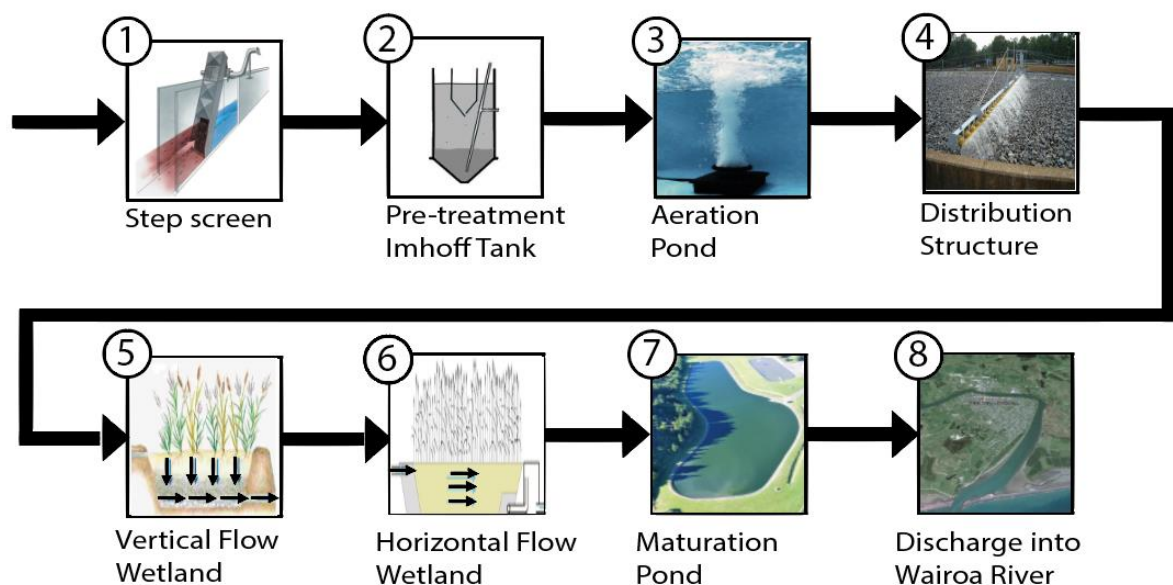 1
Step screen
2
Pre-treatment
Imhoff Tank
3
Aeration
Pond
4
Distribution
Structure
5
Vertical Flow
Wetland
6
Horizontal Flow
Wetland
7
Maturation
Pond
8
Discharge into
Wairoa River